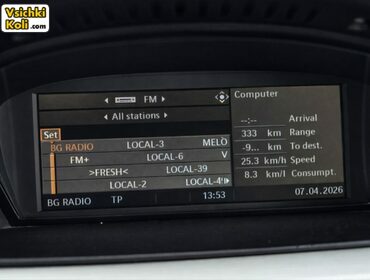 Vsichki
Koli .com
FM
All stations
Set
BG RADIO LOCAL-3 MELO
FM+ LOCAL-6 V
>FRESH< LOCAL-39
LOCAL-2 LOCAL-4
BG RADIO TP 13:53
Computer
--:-- Arrival
333 km Range
-9... km To dest.
25.3 km/h Speed
8.3 km/l Consumpt.
07.04.2026